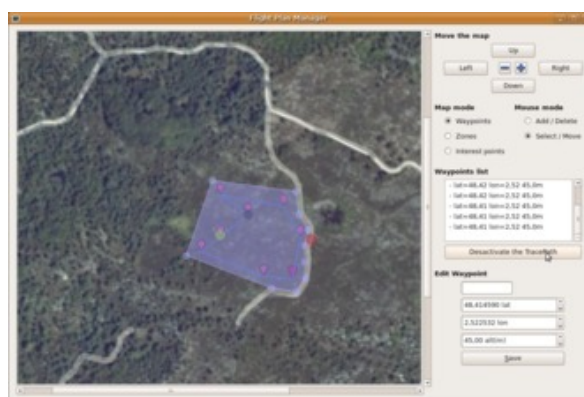 Flight Plan Manager
Move the map
Up
Left
Right
Down
Map mode
Mouse mode
Waypoints
Add / Delete
Zones
Select / Move
Interest points
Waypoints list
- lat=48,42 lon=2,52 45,0m
- lat=48,42 lon=2,52 45,0m
- lat=48,41 lon=2,52 45,0m
- lat=48,41 lon=2,52 45,0m
- lat=48,41 lon=2,52 45,0m
Desactivate the
Edit Waypoint
48,414590 lat
2,522532 lon
45,00 alt(m)
Save